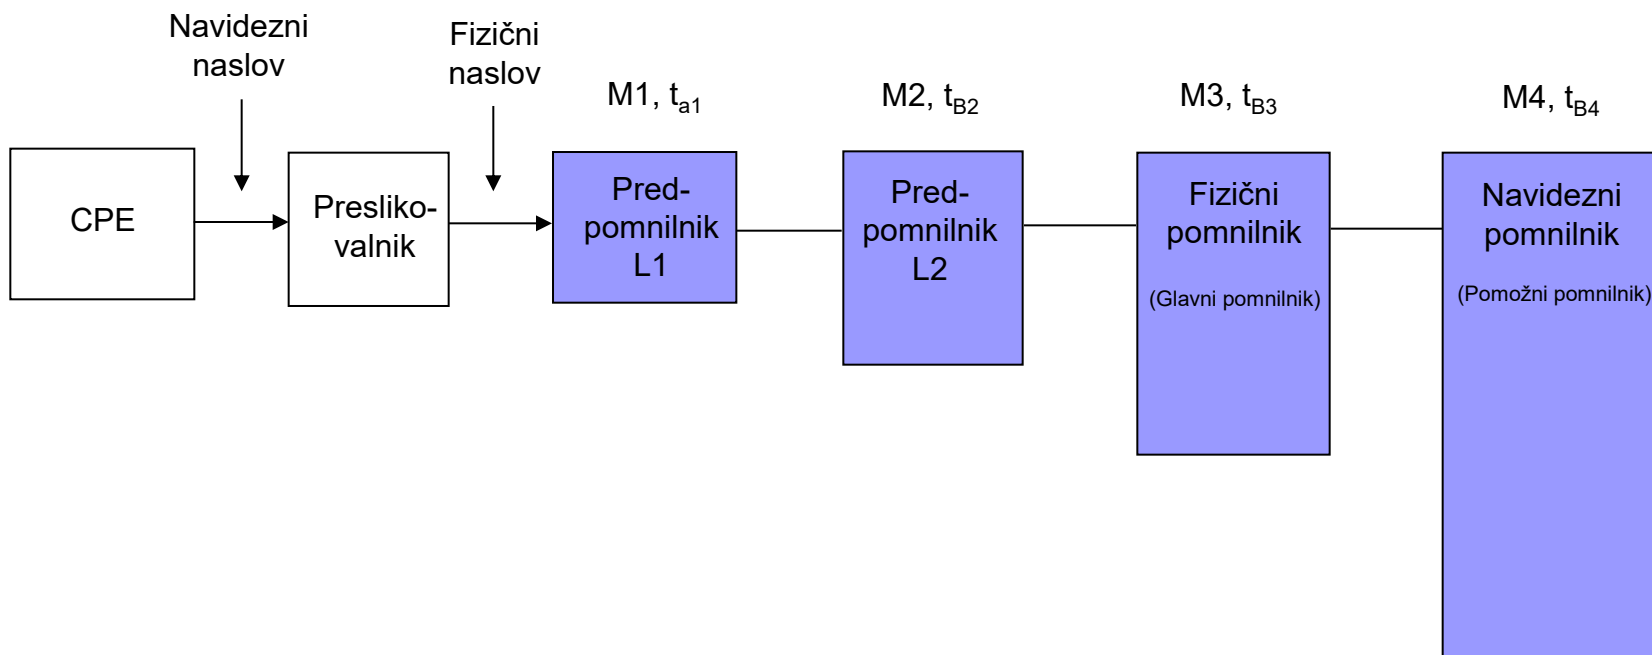 Navidezni
naslov
Fizični
naslov
M1, ta1
M2, tB2
M3, tB3
M4, tB4
CPE
Presliko-
valnik
Pred-
pomnilnik
L1
Pred-
pomnilnik
L2
Fizični
pomnilnik
(Glavni pomnilnik)
Navidezni
pomnilnik
(Pomožni pomnilnik)